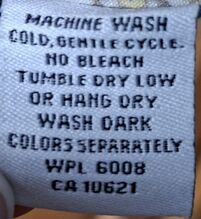 MACHINE WASH
COLD, GENTLE CYCLE.
NO BLEACH
TUMBLE DRY LOW
OR HANG DRY
WASH DARK
COLORS SEPARATELY
WPL 6008
CA 10621